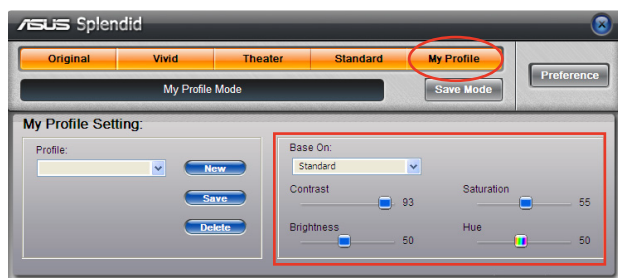 ASUS Splendid
Original Vivid Theater Standard My Profile
My Profile Mode Save Mode Preference
My Profile Setting:
Profile:
New
Save
Delete
Base On:
Standard
Contrast 93
Saturation 55
Brightness 50
Hue 50